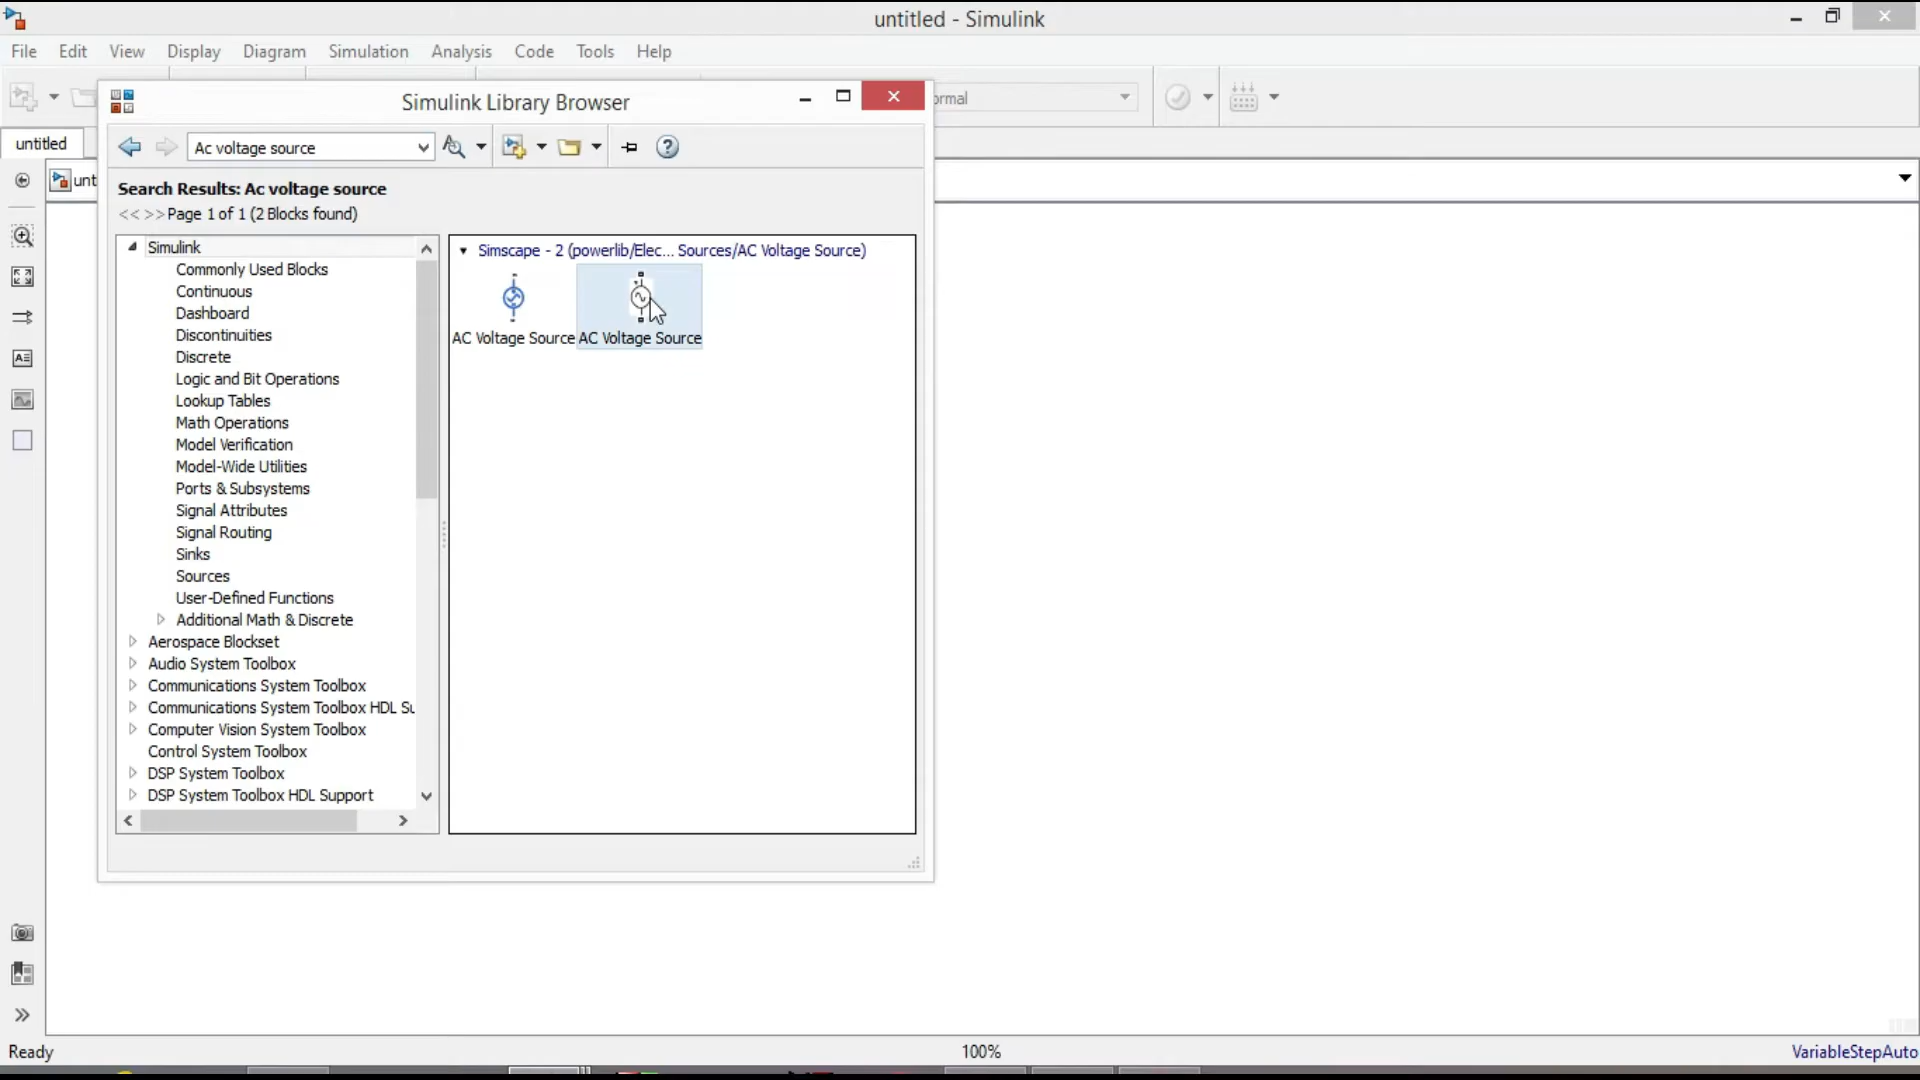 untitled - Simulink
File Edit View Display Diagram Simulation Analysis Code Tools Help
Simulink Library Browser
untitled
Ac voltage source
Search Results: Ac voltage source
<< >> Page 1 of 1 (2 Blocks found)
Simulink
Commonly Used Blocks
Continuous
Dashboard
Discontinuities
Discrete
Logic and Bit Operations
Lookup Tables
Math Operations
Model Verification
Model-Wide Utilities
Ports & Subsystems
Signal Attributes
Signal Routing
Sinks
Sources
User-Defined Functions
Additional Math & Discrete
Aerospace Blockset
Audio System Toolbox
Communications System Toolbox
Communications System Toolbox HDL Su
Computer Vision System Toolbox
Control System Toolbox
DSP System Toolbox
DSP System Toolbox HDL Support
Simscape - 2 (powerlib/Elec... Sources/AC Voltage Source)
AC Voltage Source AC Voltage Source
Ready 100% VariableStepAuto